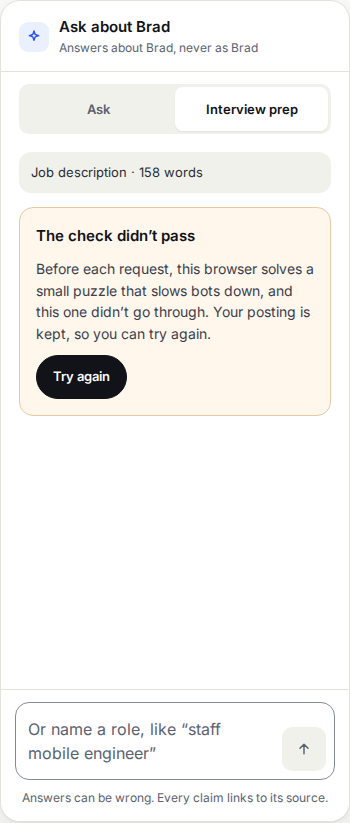 Ask about Brad
Answers about Brad, never as Brad
Ask
Interview prep
Job description · 158 words
The check didn’t pass
Before each request, this browser solves a
small puzzle that slows bots down, and
this one didn’t go through. Your posting is
kept, so you can try again.
Try again
Or name a role, like “staff
mobile engineer”
Answers can be wrong. Every claim links to its source.